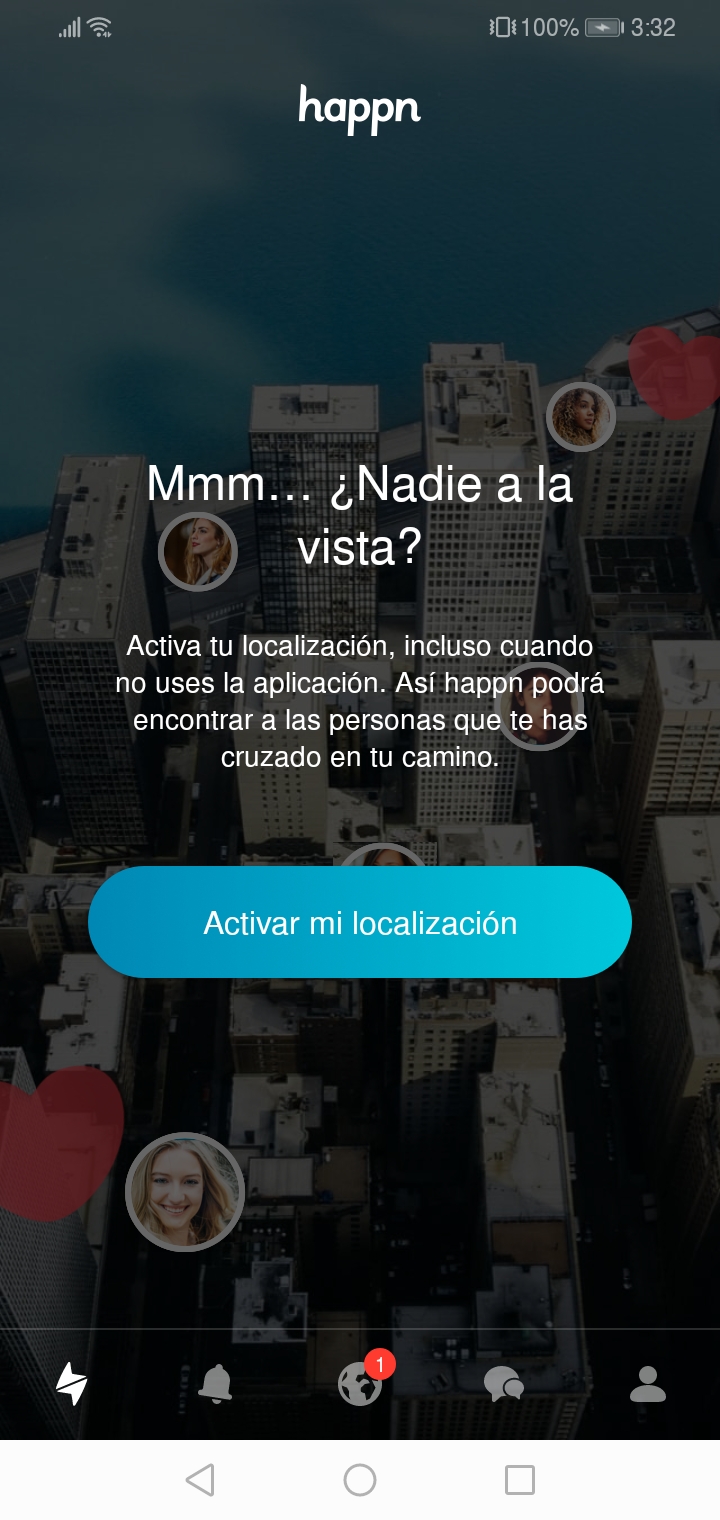 100% 3:32
happn
Mmm... ¿Nadie a la
vista?
Activa tu localización, incluso cuando
no uses la aplicación. Así happn podrá
encontrar a las personas que te has
cruzado en tu camino.
Activar mi localización
1